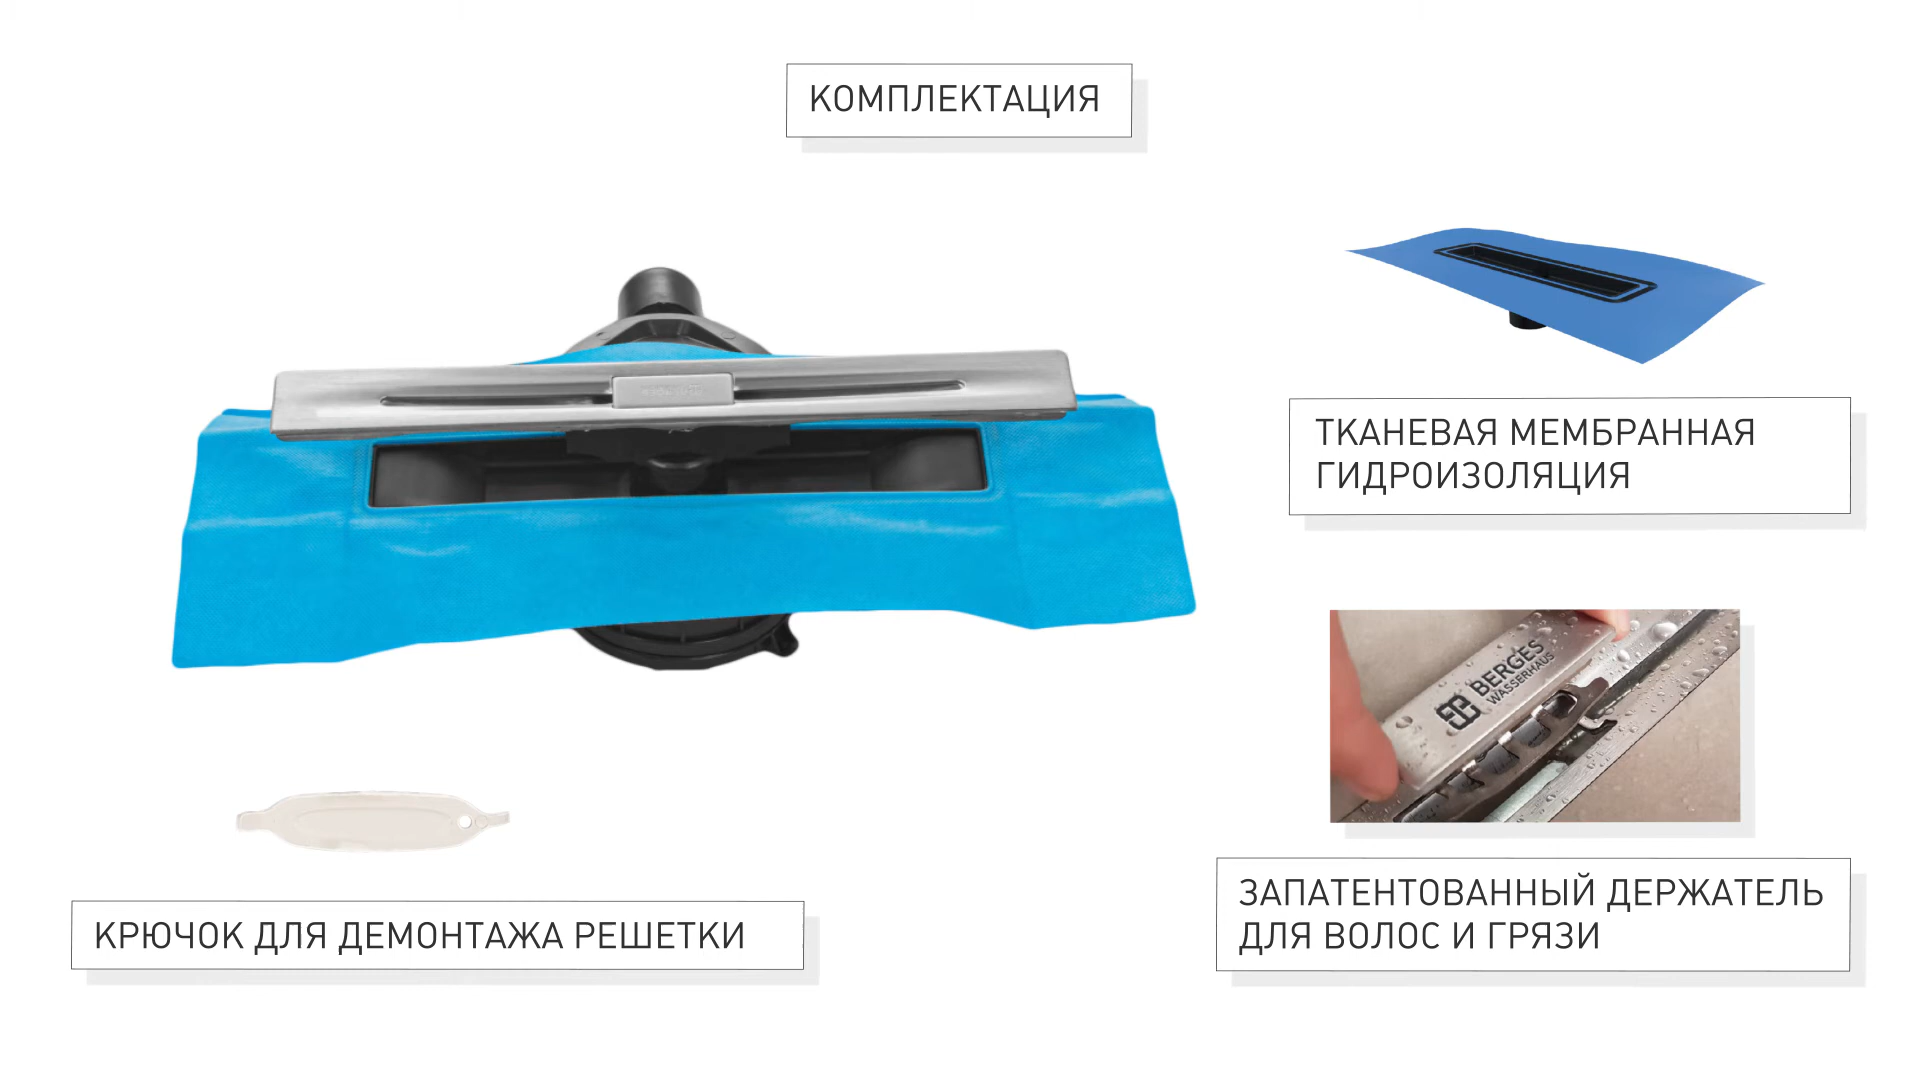 КОМПЛЕКТАЦИЯ
ТКАНЕВАЯ МЕМБРАННАЯ
ГИДРОИЗОЛЯЦИЯ
BERGES
WASSERHAUS
ЗАПАТЕНТОВАННЫЙ ДЕРЖАТЕЛЬ
ДЛЯ ВОЛОС И ГРЯЗИ
КРЮЧОК ДЛЯ ДЕМОНТАЖА РЕШЕТКИ